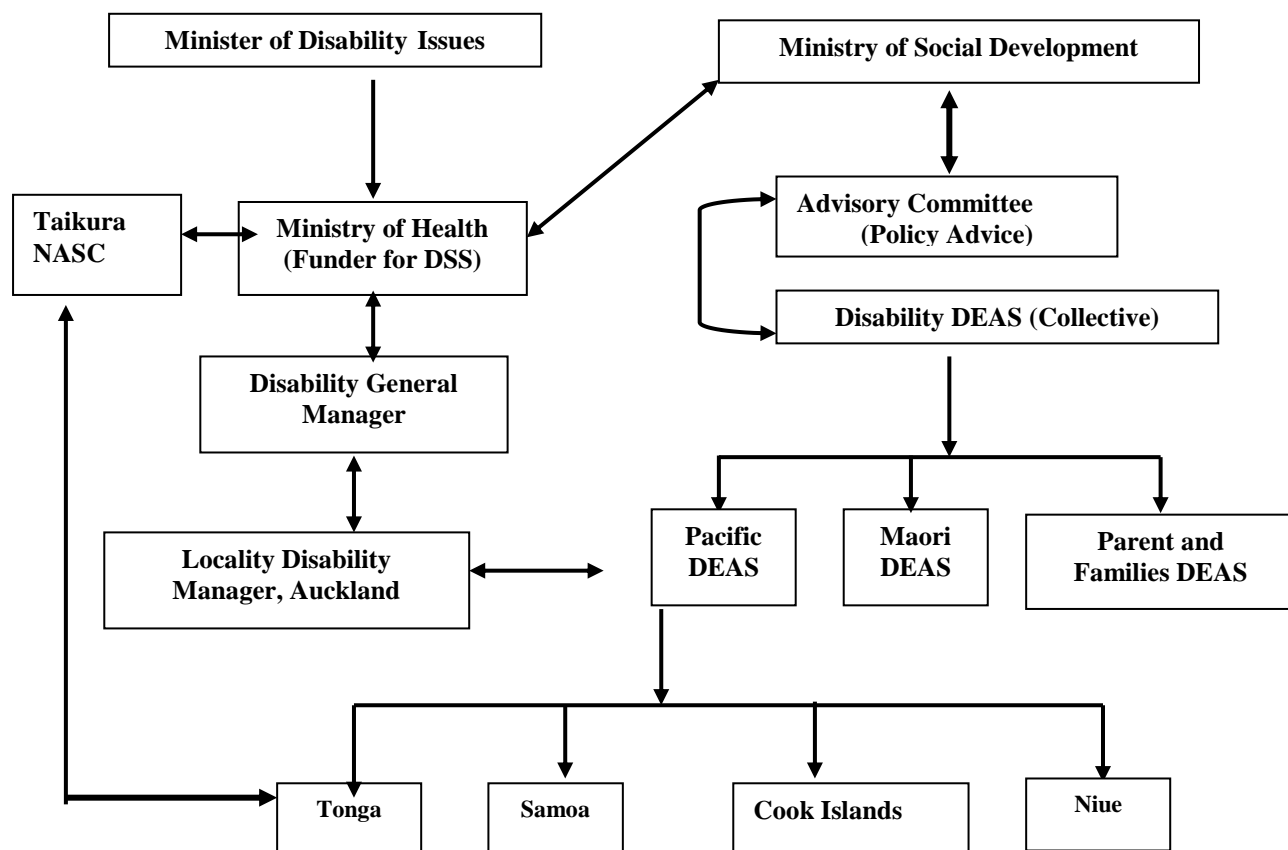 Minister of Disability Issues
Ministry of Social Development
Taikura
NASC
Ministry of Health
(Funder for DSS)
Advisory Committee
(Policy Advice)
Disability DEAS (Collective)
Disability General
Manager
Pacific
DEAS
Maori
DEAS
Parent and
Families DEAS
Locality Disability
Manager, Auckland
Tonga
Samoa
Cook Islands
Niue